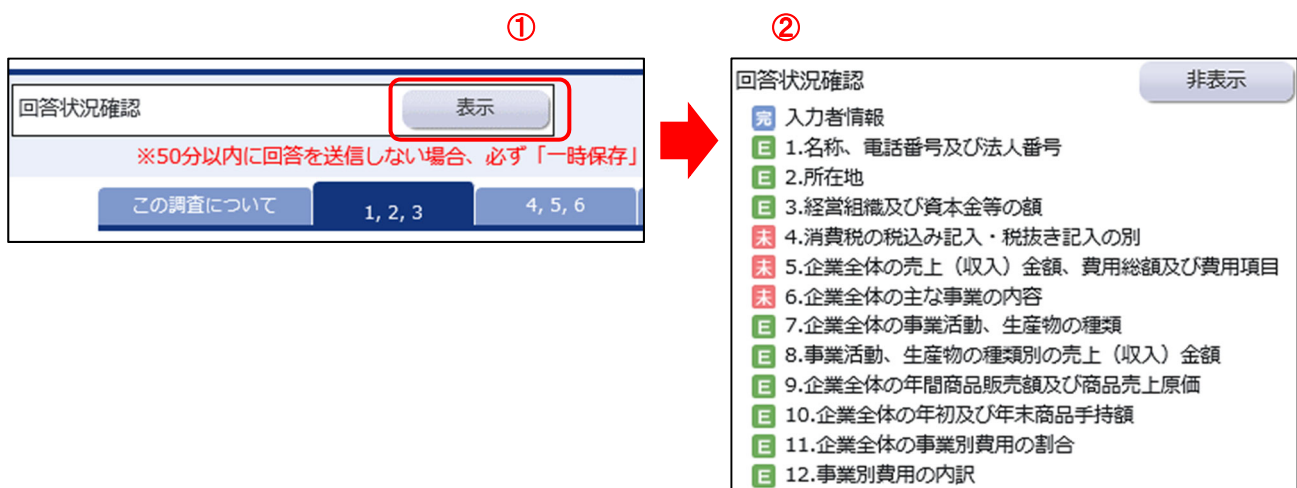 ① ②
回答状況確認 表示
※50分以内に回答を送信しない場合、必ず「一時保存」
この調査について 1, 2, 3 4, 5, 6
回答状況確認 非表示
完 入力者情報
E 1.名称、電話番号及び法人番号
E 2.所在地
E 3.経営組織及び資本金等の額
未 4.消費税の税込み記入・税抜き記入の別
未 5.企業全体の売上（収入）金額、費用総額及び費用項目
未 6.企業全体の主な事業の内容
E 7.企業全体の事業活動、生産物の種類
E 8.事業活動、生産物の種類別の売上（収入）金額
E 9.企業全体の年間商品販売額及び商品売上原価
E 10.企業全体の年初及び年末商品手持額
E 11.企業全体の事業別費用の割合
E 12.事業別費用の内訳